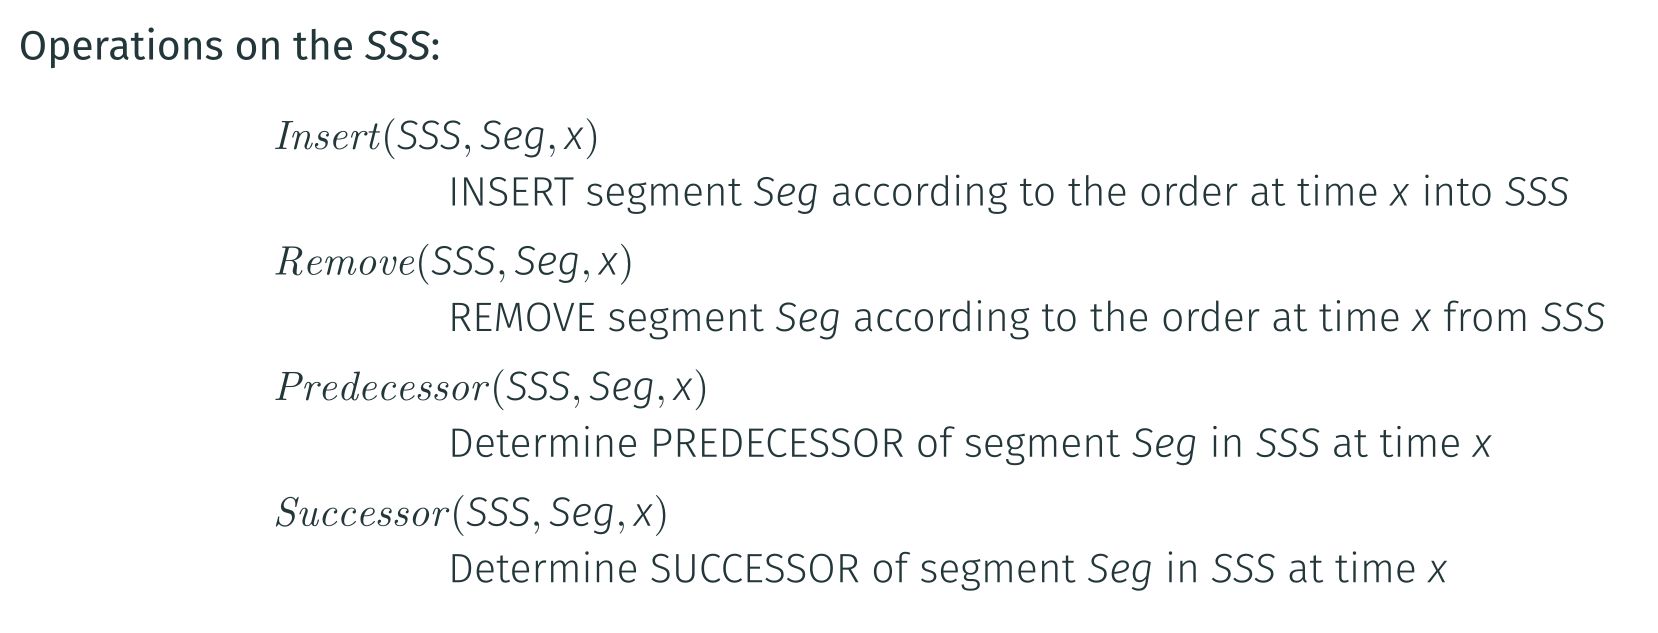 Operations on the SSS:
Insert(SSS, Seg, x)
INSERT segment Seg according to the order at time x into SSS
Remove(SSS, Seg, x)
REMOVE segment Seg according to the order at time x from SSS
Predecessor(SSS, Seg, x)
Determine PREDECESSOR of segment Seg in SSS at time x
Successor(SSS, Seg, x)
Determine SUCCESSOR of segment Seg in SSS at time x